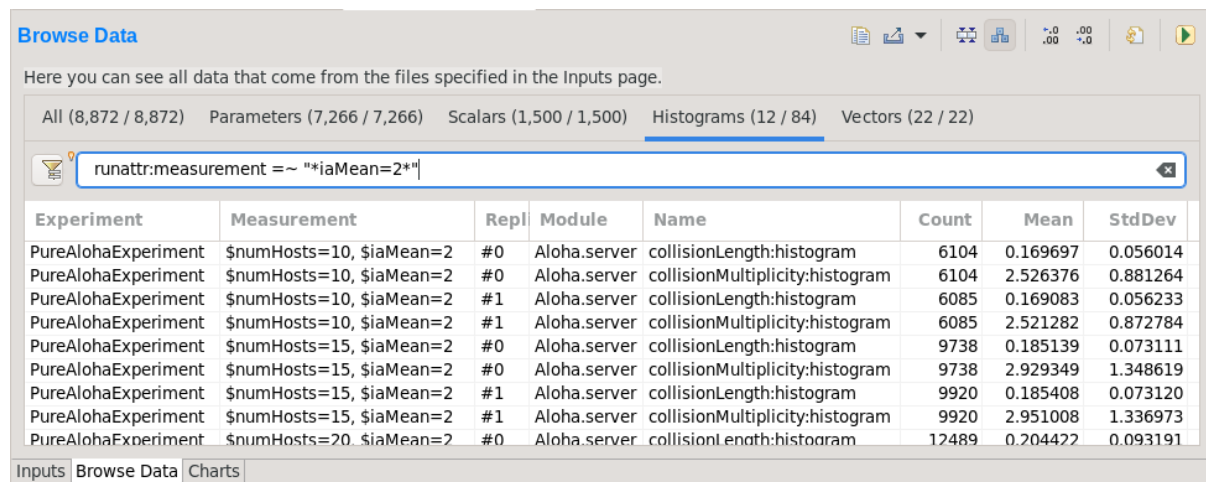 Browse Data
Here you can see all data that come from the files specified in the Inputs page.
All (8,872 / 8,872) Parameters (7,266 / 7,266) Scalars (1,500 / 1,500) Histograms (12 / 84) Vectors (22 / 22)
runattr:measurement =~ "*iaMean=2*"
Experiment Measurement Repli Module Name Count Mean StdDev
PureAlohaExperiment $numHosts=10, $iaMean=2 #0 Aloha.server collisionLength:histogram 6104 0.169697 0.056014
PureAlohaExperiment $numHosts=10, $iaMean=2 #0 Aloha.server collisionMultiplicity:histogram 6104 2.526376 0.881264
PureAlohaExperiment $numHosts=10, $iaMean=2 #1 Aloha.server collisionLength:histogram 6085 0.169083 0.056233
PureAlohaExperiment $numHosts=10, $iaMean=2 #1 Aloha.server collisionMultiplicity:histogram 6085 2.521282 0.872784
PureAlohaExperiment $numHosts=15, $iaMean=2 #0 Aloha.server collisionLength:histogram 9738 0.185139 0.073111
PureAlohaExperiment $numHosts=15, $iaMean=2 #0 Aloha.server collisionMultiplicity:histogram 9738 2.929349 1.348619
PureAlohaExperiment $numHosts=15, $iaMean=2 #1 Aloha.server collisionLength:histogram 9920 0.185408 0.073120
PureAlohaExperiment $numHosts=15, $iaMean=2 #1 Aloha.server collisionMultiplicity:histogram 9920 2.951008 1.336973
PureAlohaExperiment $numHosts=20, $iaMean=2 #0 Aloha.server collisionLength:histogram 12489 0.204422 0.093191
Inputs Browse Data Charts